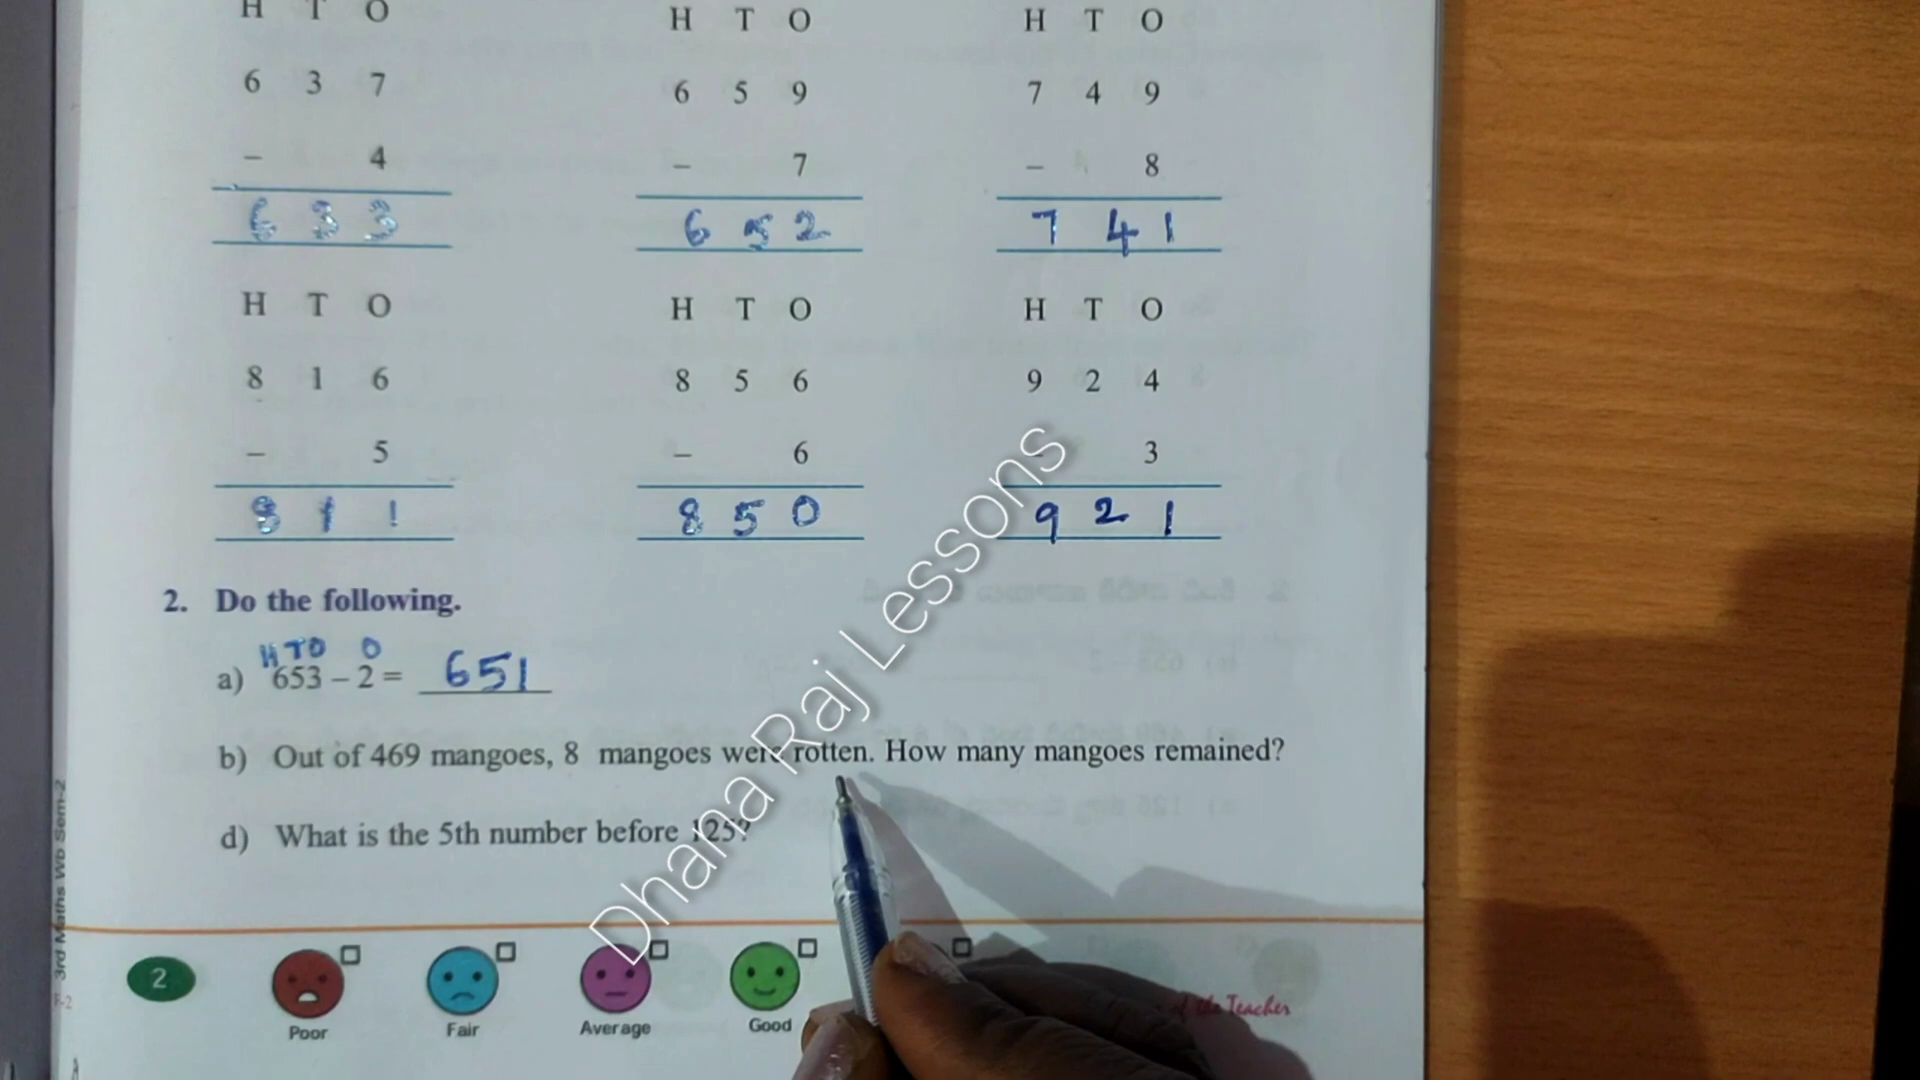 H T O H T O H T O
6 3 7 6 5 9 7 4 9
– 4 – 7 – 8
6 3 3 6 5 2 7 4 1
H T O H T O H T O
8 1 6 8 5 6 9 2 4
– 5 – 6 – 3
8 1 1 8 5 0 9 2 1
2. Do the following.
H T O O
a) 653 – 2 = 651
b) Out of 469 mangoes, 8 mangoes were rotten. How many mangoes remained?
d) What is the 5th number before 125?
Dhana Raj Lessons
3rd Maths Wb Sem-2
2
Poor Fair Average Good
of the Teacher